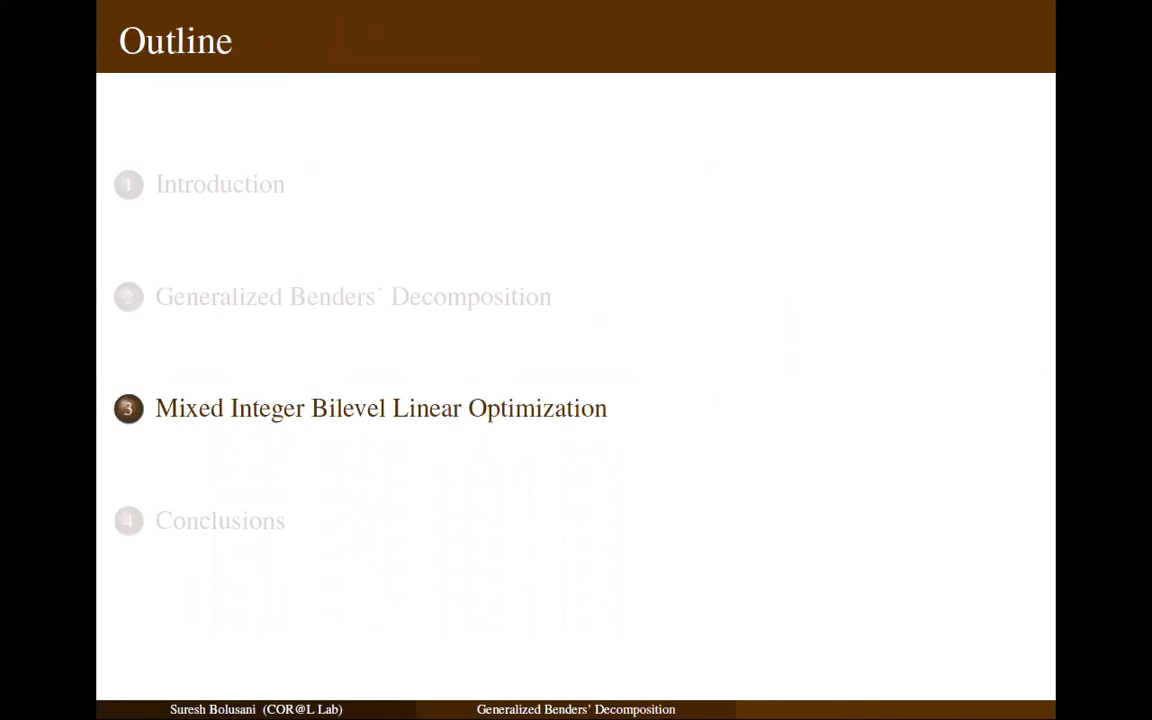 Outline
1 Introduction
2 Generalized Benders' Decomposition
3 Mixed Integer Bilevel Linear Optimization
4 Conclusions
Suresh Bolusani (COR@L Lab) Generalized Benders' Decomposition